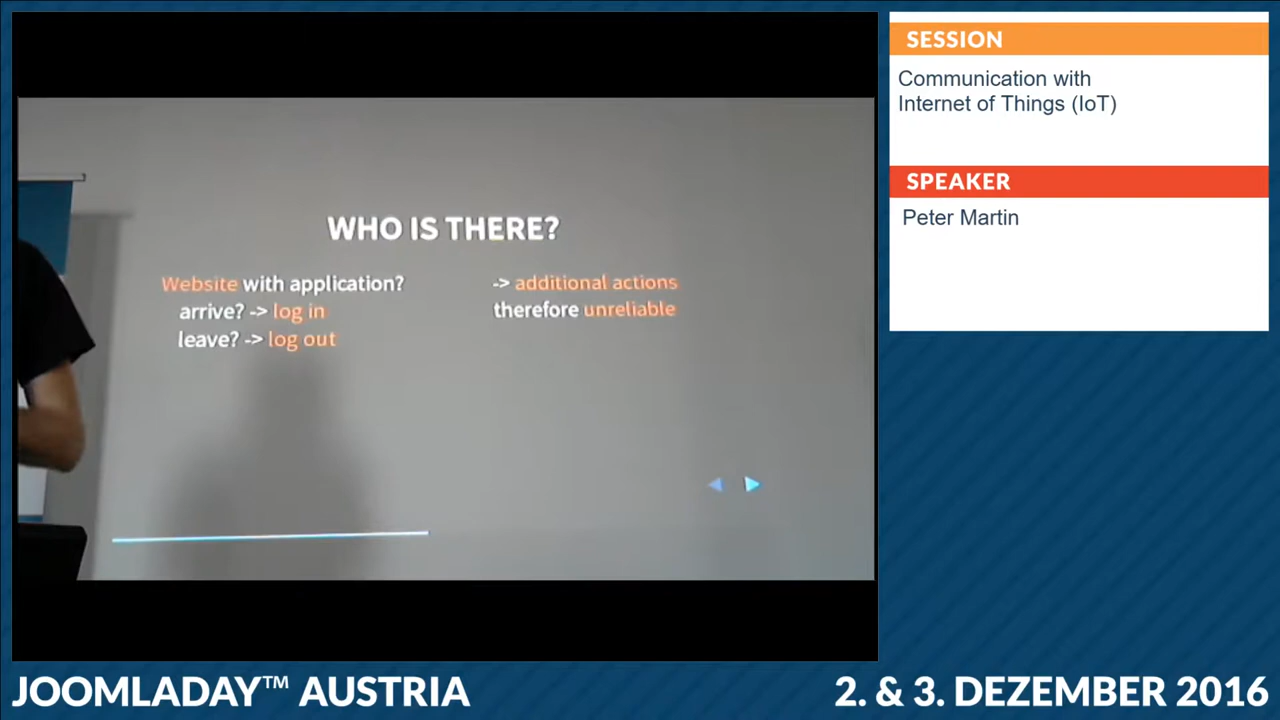 WHO IS THERE?
Website with application?
arrive? -> log in
leave? -> log out
-> additional actions
therefore unreliable
SESSION
Communication with
Internet of Things (IoT)
SPEAKER
Peter Martin
JOOMLADAY™ AUSTRIA
2. & 3. DEZEMBER 2016